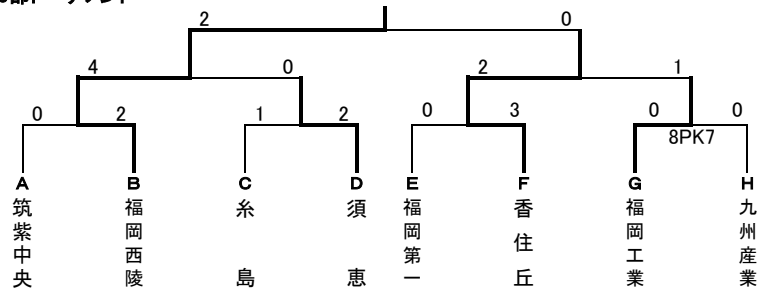 2 0
4 0 2 1
0 2 1 2 0 3 0 0
8PK7
A B C D E F G H
筑紫中央
福岡西陵
糸島
須恵
福岡第一
香住丘
福岡工業
九州産業